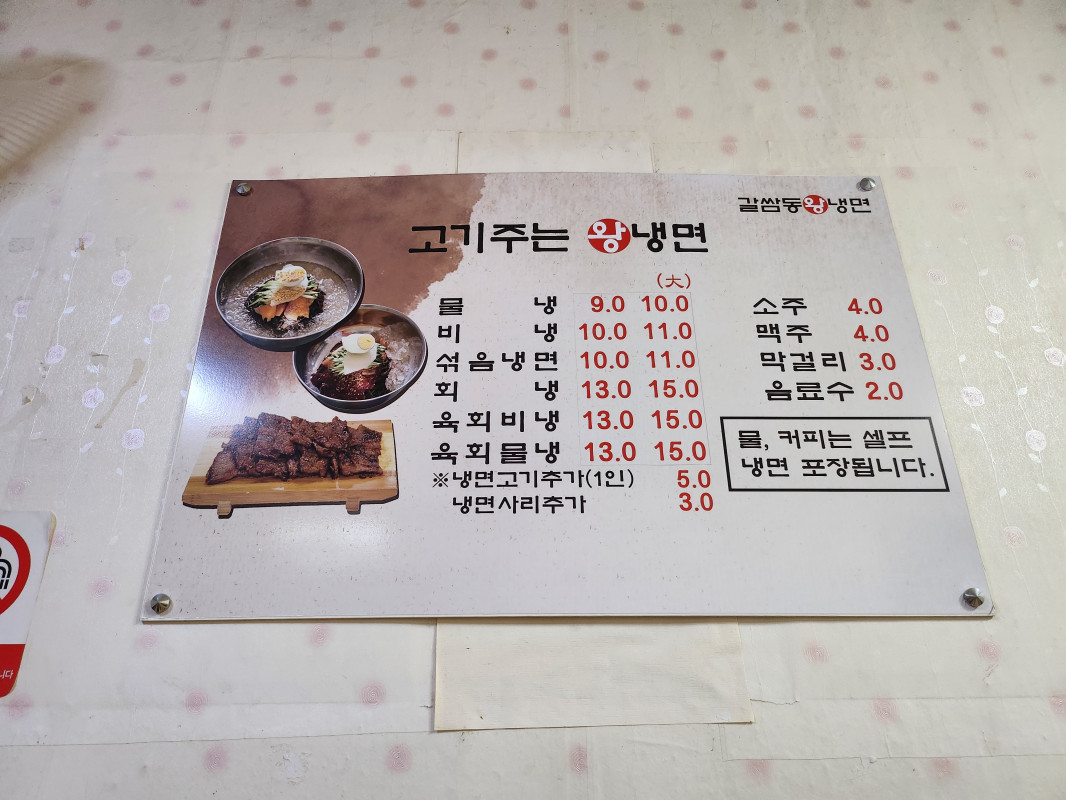 갈쌈동왕냉면
고기주는 왕냉면
(大)
물 냉 9.0 10.0
비 냉 10.0 11.0
섞음냉면 10.0 11.0
회 냉 13.0 15.0
육회비냉 13.0 15.0
육회물냉 13.0 15.0
※냉면고기추가(1인) 5.0
냉면사리추가 3.0
소주 4.0
맥주 4.0
막걸리 3.0
음료수 2.0
물, 커피는 셀프
냉면 포장됩니다.
니다